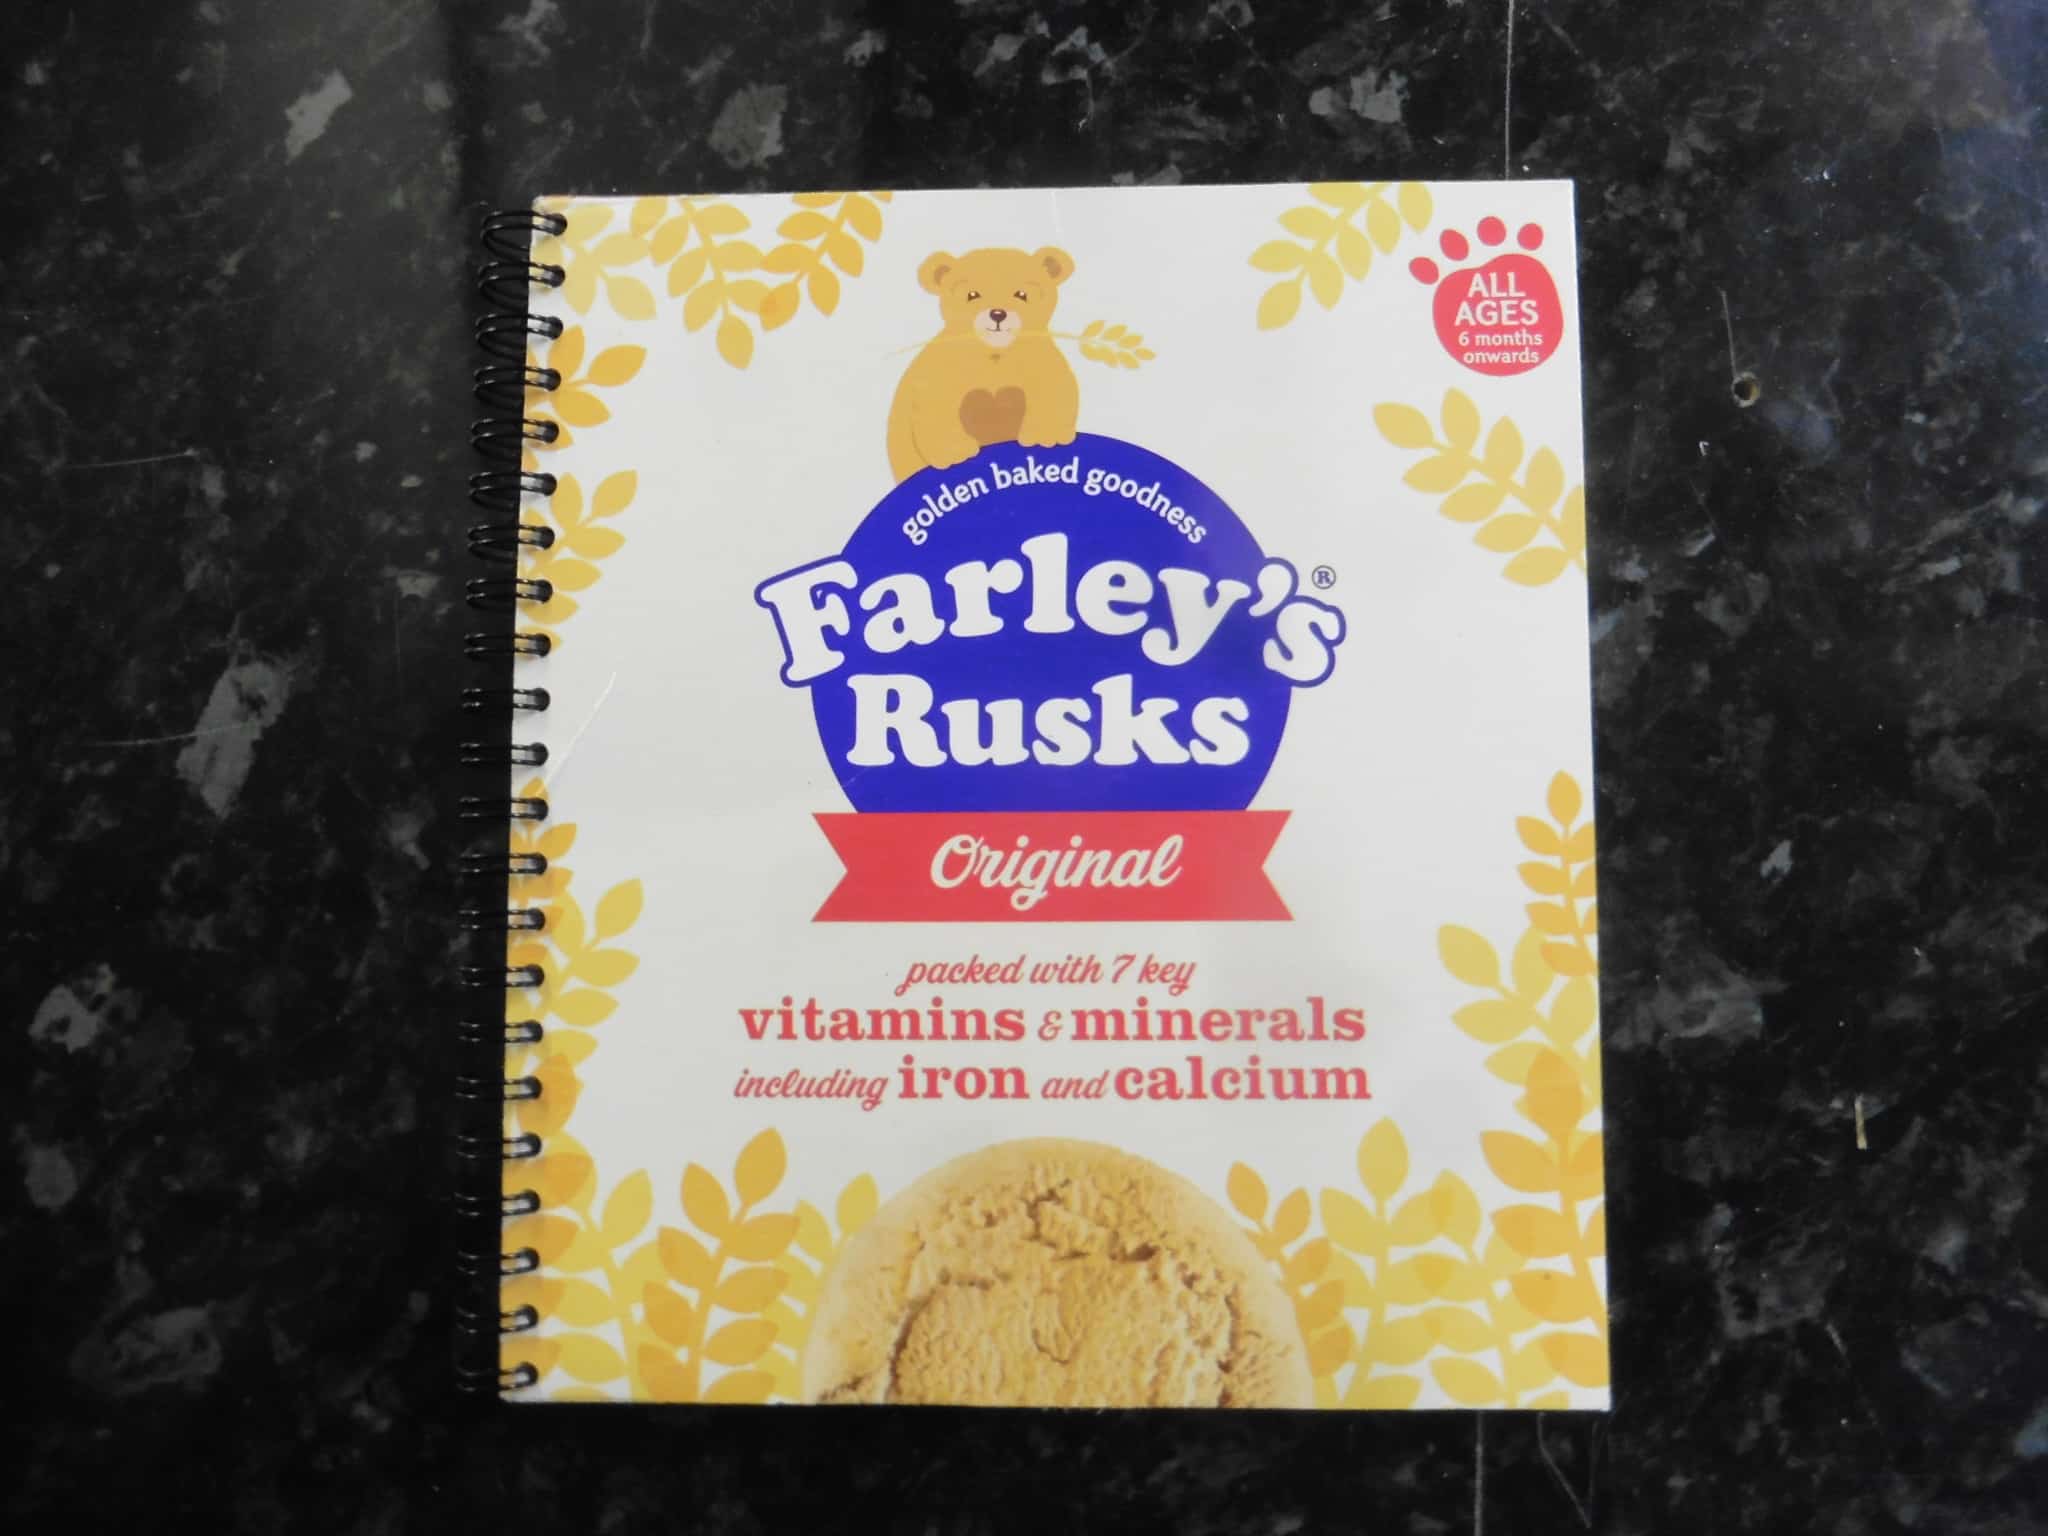 ALL
AGES
6 months
onwards
golden baked goodness
Farley's®
Rusks
Original
packed with 7 key
vitamins & minerals
including iron and calcium